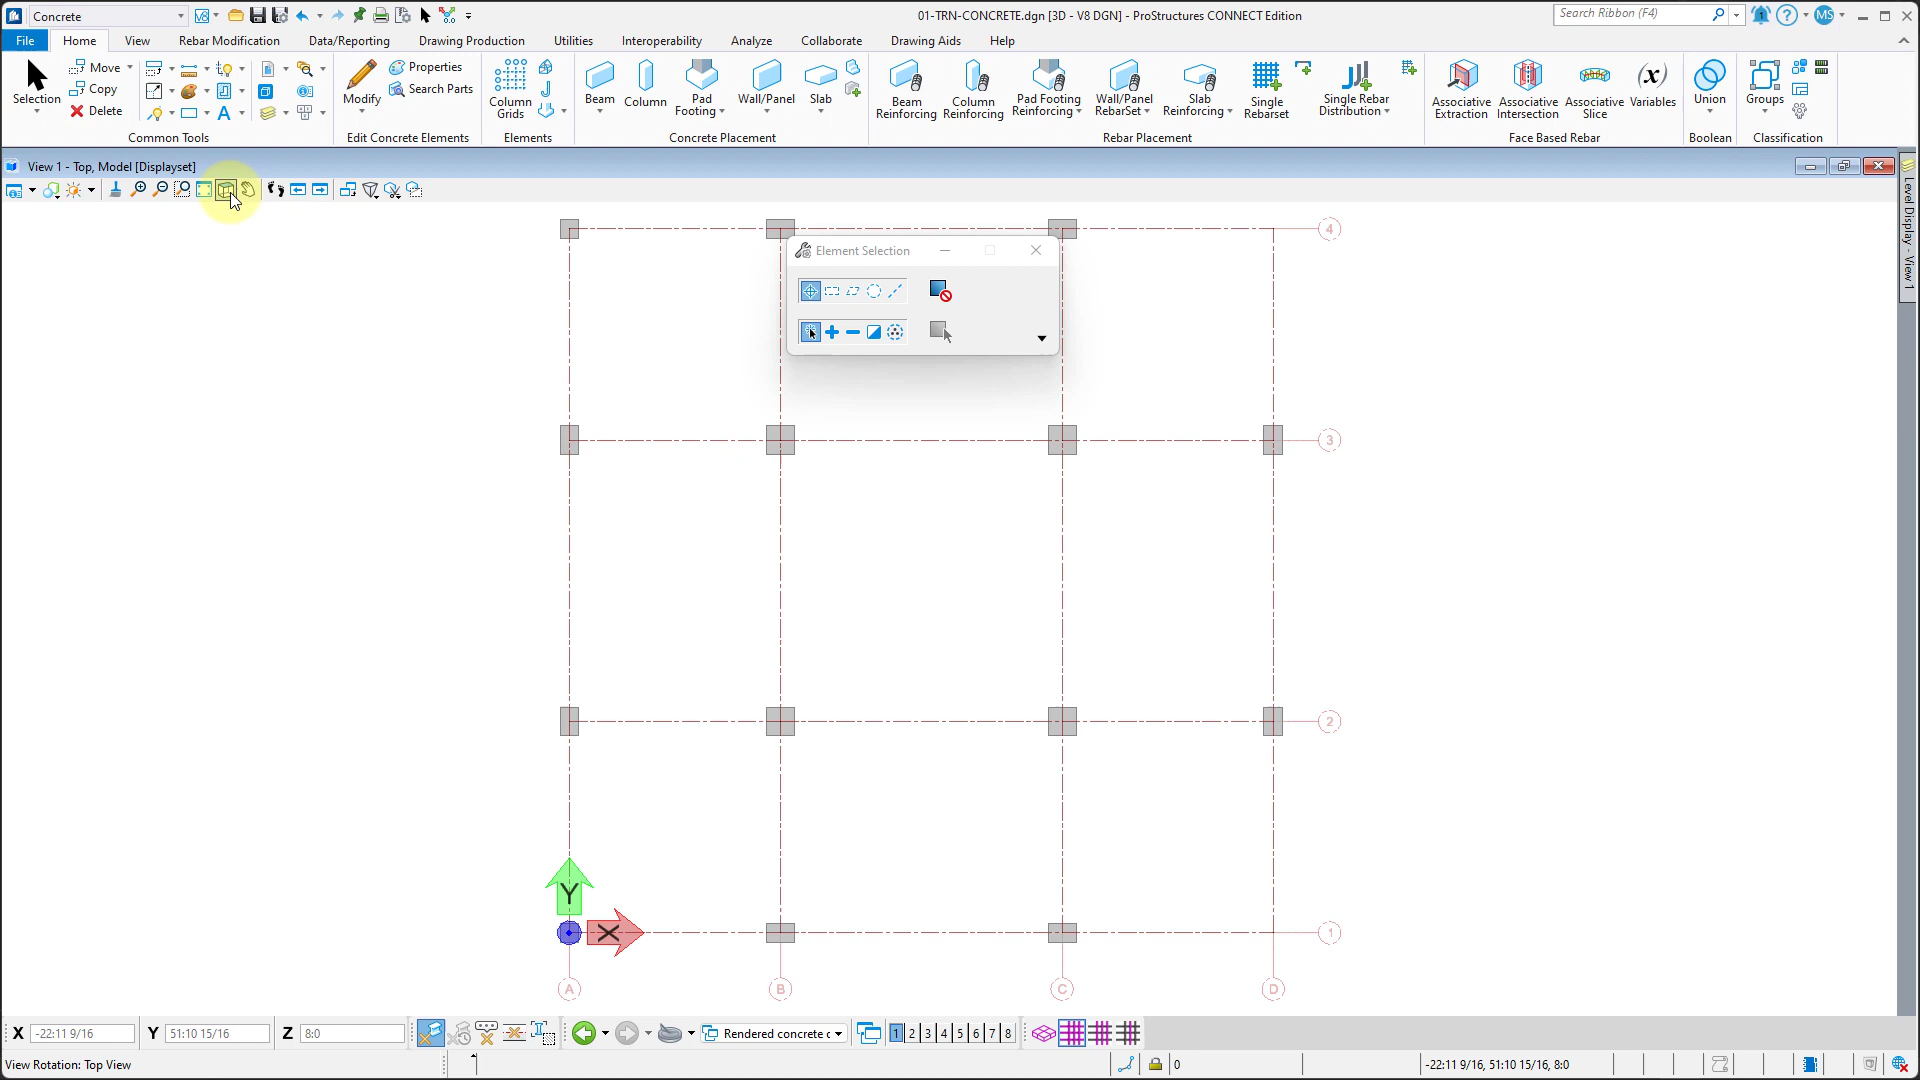 Concrete
01-TRN-CONCRETE.dgn [3D - V8 DGN] - ProStructures CONNECT Edition
Search Ribbon (F4)
MS
File Home View Rebar Modification Data/Reporting Drawing Production Utilities Interoperability Analyze Collaborate Drawing Aids Help
Selection
Move
Copy
Delete
Common Tools
Modify
Properties
Search Parts
Edit Concrete Elements
Column Grids
Elements
Beam
Column
Pad Footing
Wall/Panel
Slab
Concrete Placement
Beam Reinforcing
Column Reinforcing
Pad Footing Reinforcing
Wall/Panel RebarSet
Slab Reinforcing
Single Rebarset
Single Rebar Distribution
Rebar Placement
Associative Extraction
Associative Intersection
Associative Slice
Variables
Face Based Rebar
Union
Boolean
Groups
Classification
View 1 - Top, Model [Displayset]
Level Display - View 1
Element Selection
4
3
2
1
Y
X
A B C D
X -22:11 9/16 Y 51:10 15/16 Z 8:0
Rendered concrete c
1 2 3 4 5 6 7 8
View Rotation: Top View
0
-22:11 9/16, 51:10 15/16, 8:0